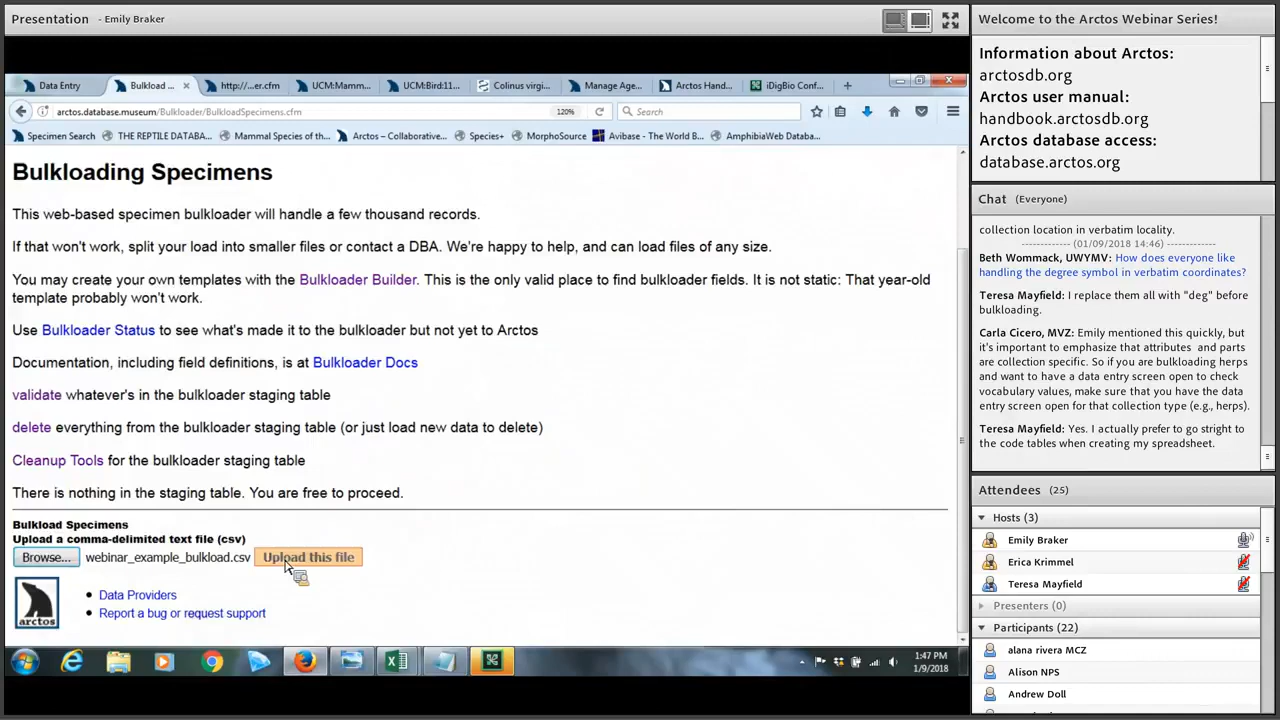 Presentation - Emily Braker
Data Entry
Bulkload ... ×
http://...er.cfm
UCM:Mamm...
UCM:Bird:11...
Colinus virgi...
Manage Age...
Arctos Hand...
iDigBio Conf...
arctos.database.museum/Bulkloader/BulkloadSpecimens.cfm
120%
Search
Specimen Search
THE REPTILE DATABA...
Mammal Species of th...
Arctos – Collaborative...
Species+
MorphoSource
Avibase - The World B...
AmphibiaWeb Databa...
Bulkloading Specimens
This web-based specimen bulkloader will handle a few thousand records.
If that won't work, split your load into smaller files or contact a DBA. We're happy to help, and can load files of any size.
You may create your own templates with the Bulkloader Builder. This is the only valid place to find bulkloader fields. It is not static: That year-old
template probably won't work.
Use Bulkloader Status to see what's made it to the bulkloader but not yet to Arctos
Documentation, including field definitions, is at Bulkloader Docs
validate whatever's in the bulkloader staging table
delete everything from the bulkloader staging table (or just load new data to delete)
Cleanup Tools for the bulkloader staging table
There is nothing in the staging table. You are free to proceed.
Bulkload Specimens
Upload a comma-delimited text file (csv)
Browse... webinar_example_bulkload.csv Upload this file
arctos
Data Providers
Report a bug or request support
1:47 PM
1/9/2018
Welcome to the Arctos Webinar Series!
Information about Arctos:
arctosdb.org
Arctos user manual:
handbook.arctosdb.org
Arctos database access:
database.arctos.org
Chat (Everyone)
collection location in verbatim locality.
------------- (01/09/2018 14:46) -------------
Beth Wommack, UWYMV: How does everyone like
handling the degree symbol in verbatim coordinates?
Teresa Mayfield: I replace them all with "deg" before
bulkloading.
Carla Cicero, MVZ: Emily mentioned this quickly, but
it's important to emphasize that attributes and parts
are collection specific. So if you are bulkloading herps
and want to have a data entry screen open to check
vocabulary values, make sure that you have the data
entry screen open for that collection type (e.g., herps).
Teresa Mayfield: Yes. I actually prefer to go stright to
the code tables when creating my spreadsheet.
Attendees (25)
Hosts (3)
Emily Braker
Erica Krimmel
Teresa Mayfield
Presenters (0)
Participants (22)
alana rivera MCZ
Alison NPS
Andrew Doll